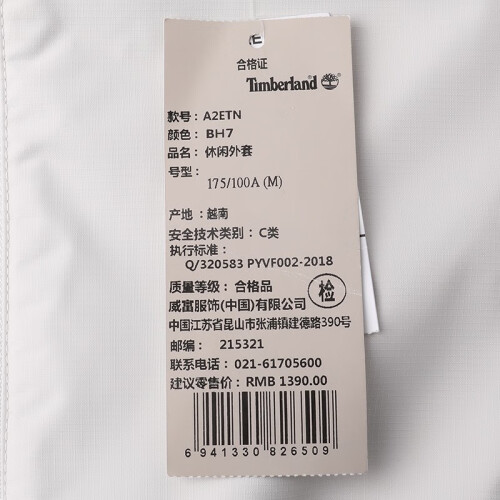 合格证
Timberland
款号: A2ETN
颜色: BH7
品名: 休闲外套
号型:
175/100A (M)
产地 : 越南
安全技术类别 : C类
执行标准 :
Q/320583 PYVF002-2018
质量等级: 合格品
威富服饰(中国)有限公司 检
中国江苏省昆山市张浦镇建德路390号
邮编 : 215321
联系电话 : 021-61705600
建议零售价: RMB 1390.00
6 941330 826509